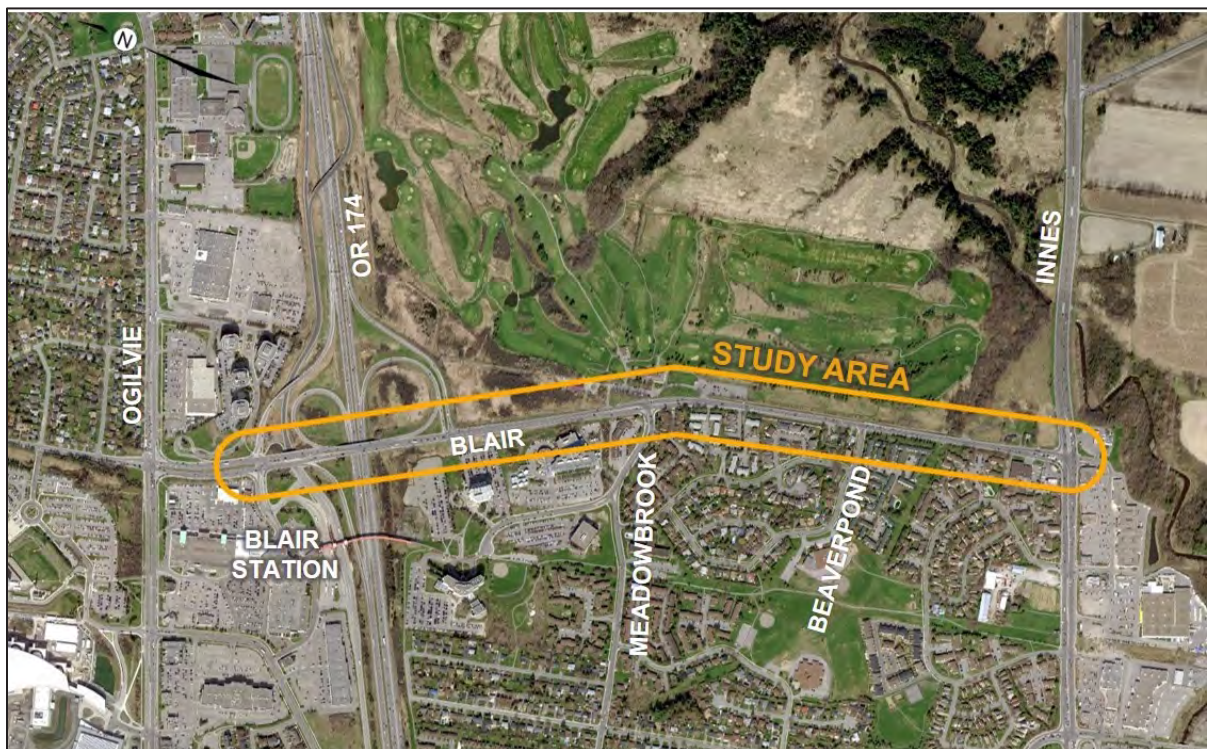 N
OR 174
INNES
OGILVIE
STUDY AREA
BLAIR
MEADOWBROOK
BEAVERPOND
BLAIR
STATION